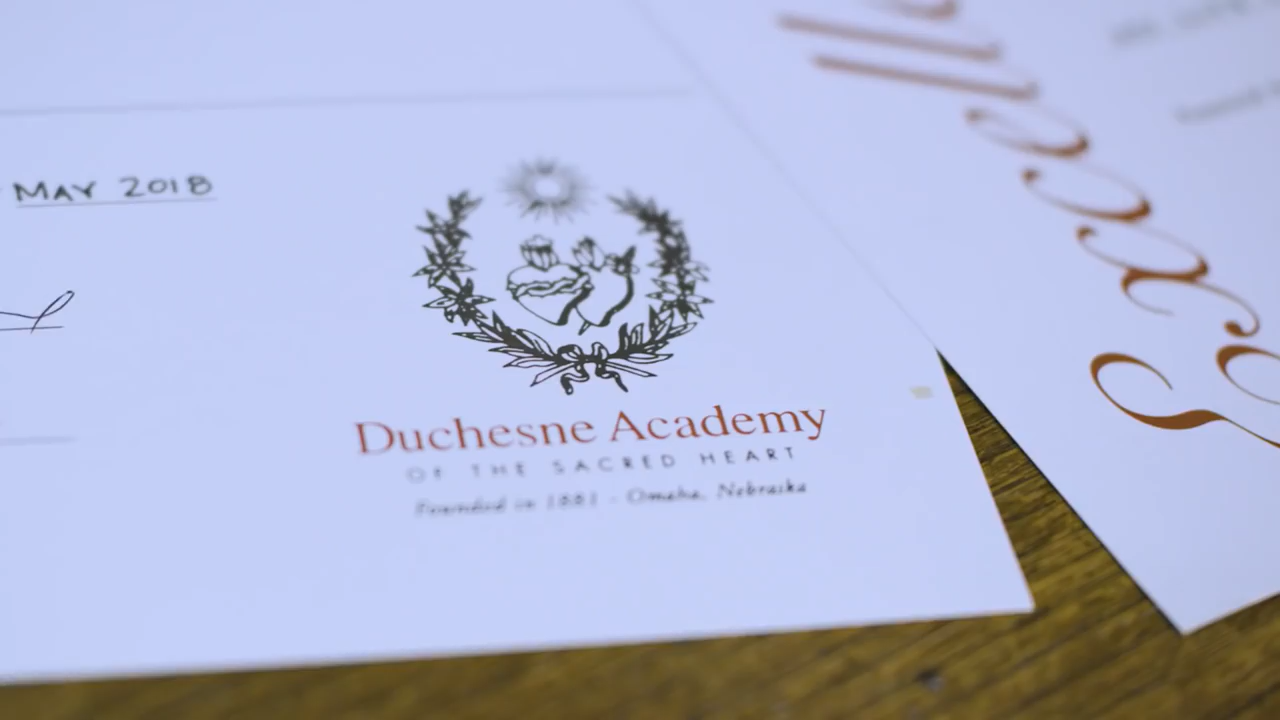 MAY 2018
Duchesne Academy
OF THE SACRED HEART
Founded in 1881 - Omaha, Nebraska